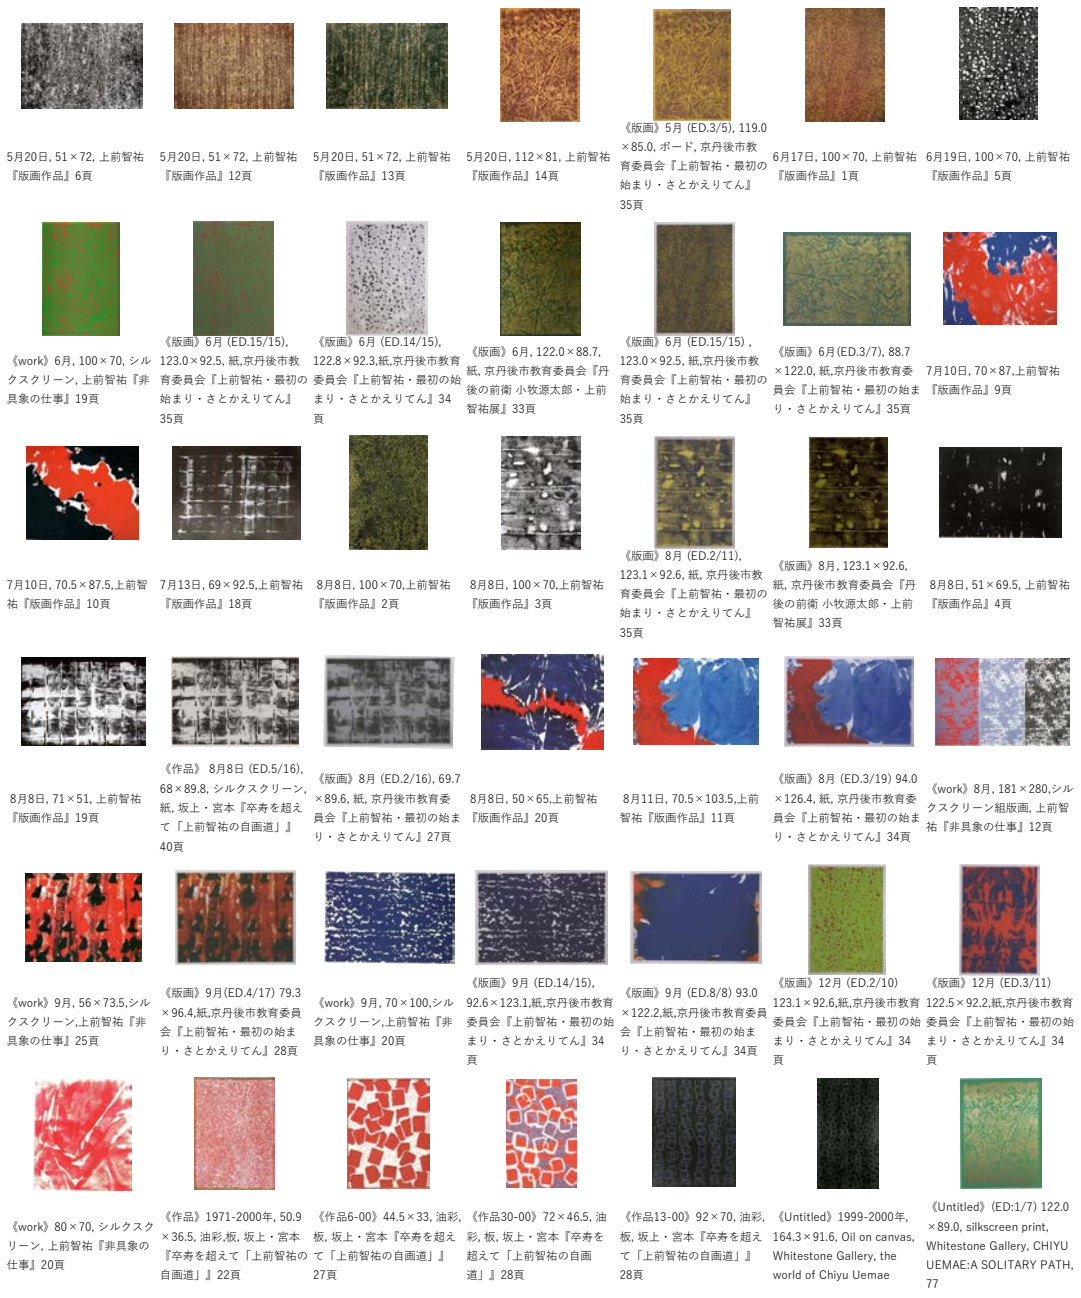 5月20日, 51×72, 上前智祐
『版画作品』6頁
5月20日, 51×72, 上前智祐
『版画作品』12頁
5月20日, 51×72, 上前智祐
『版画作品』13頁
5月20日, 112×81, 上前智祐
『版画作品』14頁
《版画》5月 (ED.3/5), 119.0
×85.0, ボード, 京丹後市教
育委員会『上前智祐・最初の
始まり・さとかえりてん』
35頁
6月17日, 100×70, 上前智祐
『版画作品』1頁
6月19日, 100×70, 上前智祐
『版画作品』5頁
《work》6月, 100×70, シル
クスクリーン, 上前智祐『非
具象の仕事』19頁
《版画》6月 (ED.15/15),
123.0×92.5, 紙,京丹後市教
育委員会『上前智祐・最初の
始まり・さとかえりてん』
35頁
《版画》6月 (ED.14/15),
122.8×92.3,紙,京丹後市教育
委員会『上前智祐・最初の始
まり・さとかえりてん』34
頁
《版画》6月, 122.0×88.7,
紙, 京丹後市教育委員会『丹
後の前衛 小牧源太郎・上前
智祐展』33頁
《版画》6月 (ED.15/15) ,
123.0×92.5, 紙,京丹後市教
育委員会『上前智祐・最初の
始まり・さとかえりてん』
35頁
《版画》6月(ED.3/7), 88.7
×122.0, 紙,京丹後市教育委
員会『上前智祐・最初の始ま
り・さとかえりてん』35頁
7月10日, 70×87,上前智祐
『版画作品』9頁
7月10日, 70.5×87.5,上前智
祐『版画作品』10頁
7月13日, 69×92.5,上前智祐
『版画作品』18頁
8月8日, 100×70,上前智祐
『版画作品』2頁
8月8日, 100×70,上前智祐
『版画作品』3頁
《版画》8月 (ED.2/11),
123.1×92.6, 紙, 京丹後市教
育委員会『上前智祐・最初の
始まり・さとかえりてん』
35頁
《版画》8月, 123.1×92.6,
紙, 京丹後市教育委員会『丹
後の前衛 小牧源太郎・上前
智祐展』33頁
8月8日, 51×69.5, 上前智祐
『版画作品』4頁
8月8日, 71×51, 上前智祐
『版画作品』19頁
《作品》 8月8日 (ED.5/16),
68×89.8, シルクスクリーン,
紙, 坂上・宮本『卒寿を超え
て「上前智祐の自画道」』
40頁
《版画》8月 (ED.2/16), 69.7
×89.6, 紙, 京丹後市教育委
員会『上前智祐・最初の始ま
り・さとかえりてん』27頁
8月8日, 50×65,上前智祐
『版画作品』20頁
8月11日, 70.5×103.5,上前
智祐『版画作品』11頁
《版画》8月 (ED.3/19) 94.0
×126.4, 紙, 京丹後市教育委
員会『上前智祐・最初の始ま
り・さとかえりてん』34頁
《work》8月, 181×280,シル
クスクリーン組版画, 上前智
祐『非具象の仕事』12頁
《work》9月, 56×73.5,シル
クスクリーン,上前智祐『非
具象の仕事』25頁
《版画》9月(ED.4/17) 79.3
×96.4,紙,京丹後市教育委員
会『上前智祐・最初の始ま
り・さとかえりてん』28頁
《work》9月, 70×100,シル
クスクリーン,上前智祐『非
具象の仕事』20頁
《版画》9月 (ED.14/15),
92.6×123.1,紙,京丹後市教育
委員会『上前智祐・最初の始
まり・さとかえりてん』34
頁
《版画》9月 (ED.8/8) 93.0
×122.2,紙,京丹後市教育委員
会『上前智祐・最初の始ま
り・さとかえりてん』34頁
《版画》12月 (ED.2/10)
123.1×92.6,紙,京丹後市教育
委員会『上前智祐・最初の始
まり・さとかえりてん』34
頁
《版画》12月 (ED.3/11)
122.5×92.2,紙,京丹後市教育
委員会『上前智祐・最初の始
まり・さとかえりてん』34
頁
《work》80×70, シルクスク
リーン, 上前智祐『非具象の
仕事』20頁
《作品》1971-2000年, 50.9
×36.5, 油彩,板, 坂上・宮本
『卒寿を超えて「上前智祐の
自画道」』22頁
《作品6-00》44.5×33, 油彩,
板, 坂上・宮本『卒寿を超え
て「上前智祐の自画道」』
27頁
《作品30-00》72×46.5, 油
彩, 板, 坂上・宮本『卒寿を
超えて「上前智祐の自画
道」』28頁
《作品13-00》92×70, 油彩,
板, 坂上・宮本『卒寿を超え
て「上前智祐の自画道」』
28頁
《Untitled》1999-2000年,
164.3×91.6, Oil on canvas,
Whitestone Gallery, the
world of Chiyu Uemae
《Untitled》(ED:1/7) 122.0
×89.0, silkscreen print,
Whitestone Gallery, CHIYU
UEMAE:A SOLITARY PATH,
77